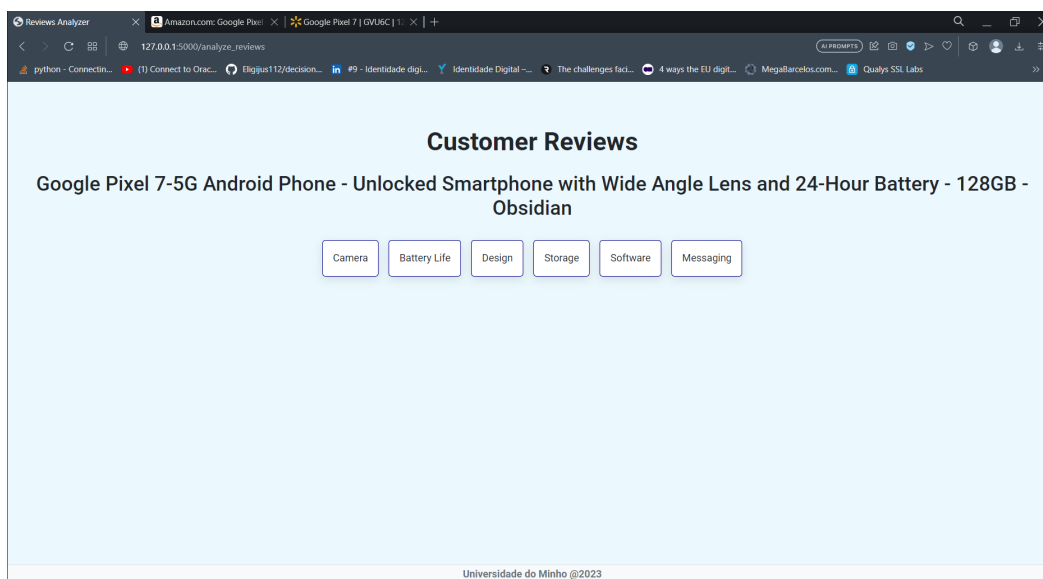 Reviews Analyzer
Amazon.com: Google Pixel
Google Pixel 7 | GVU6C | 12
127.0.0.1:5000/analyze_reviews
AI PROMPTS
python - Connectin...
(1) Connect to Orac...
Eligijus112/decision...
in
#9 - Identidade digi...
Identidade Digital –...
The challenges faci...
4 ways the EU digit...
MegaBarcelos.com...
Qualys SSL Labs
»
Customer Reviews
Google Pixel 7-5G Android Phone - Unlocked Smartphone with Wide Angle Lens and 24-Hour Battery - 128GB -
Obsidian
Camera
Battery Life
Design
Storage
Software
Messaging
Universidade do Minho @2023